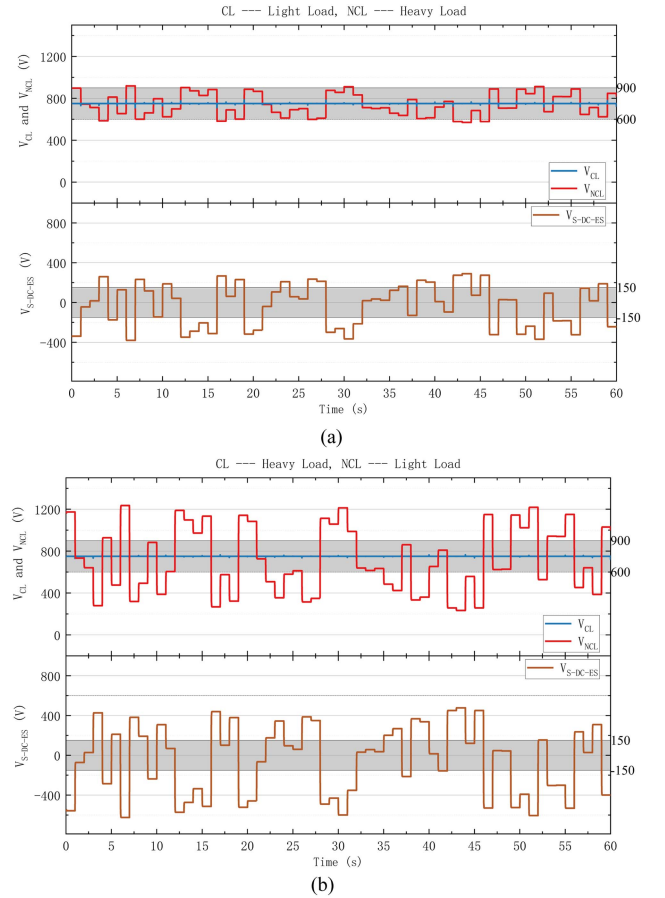 CL --- Light Load, NCL --- Heavy Load
V_CL and V_NCL (V)
1200
800
400
0
900
600
V_CL
V_NCL
V_S-DC-ES (V)
800
400
0
-400
150
-150
V_S-DC-ES
0 5 10 15 20 25 30 35 40 45 50 55 60
Time (s)
(a)
CL --- Heavy Load, NCL --- Light Load
V_CL and V_NCL (V)
1200
800
400
0
900
600
V_CL
V_NCL
V_S-DC-ES (V)
800
400
0
-400
150
-150
V_S-DC-ES
0 5 10 15 20 25 30 35 40 45 50 55 60
Time (s)
(b)